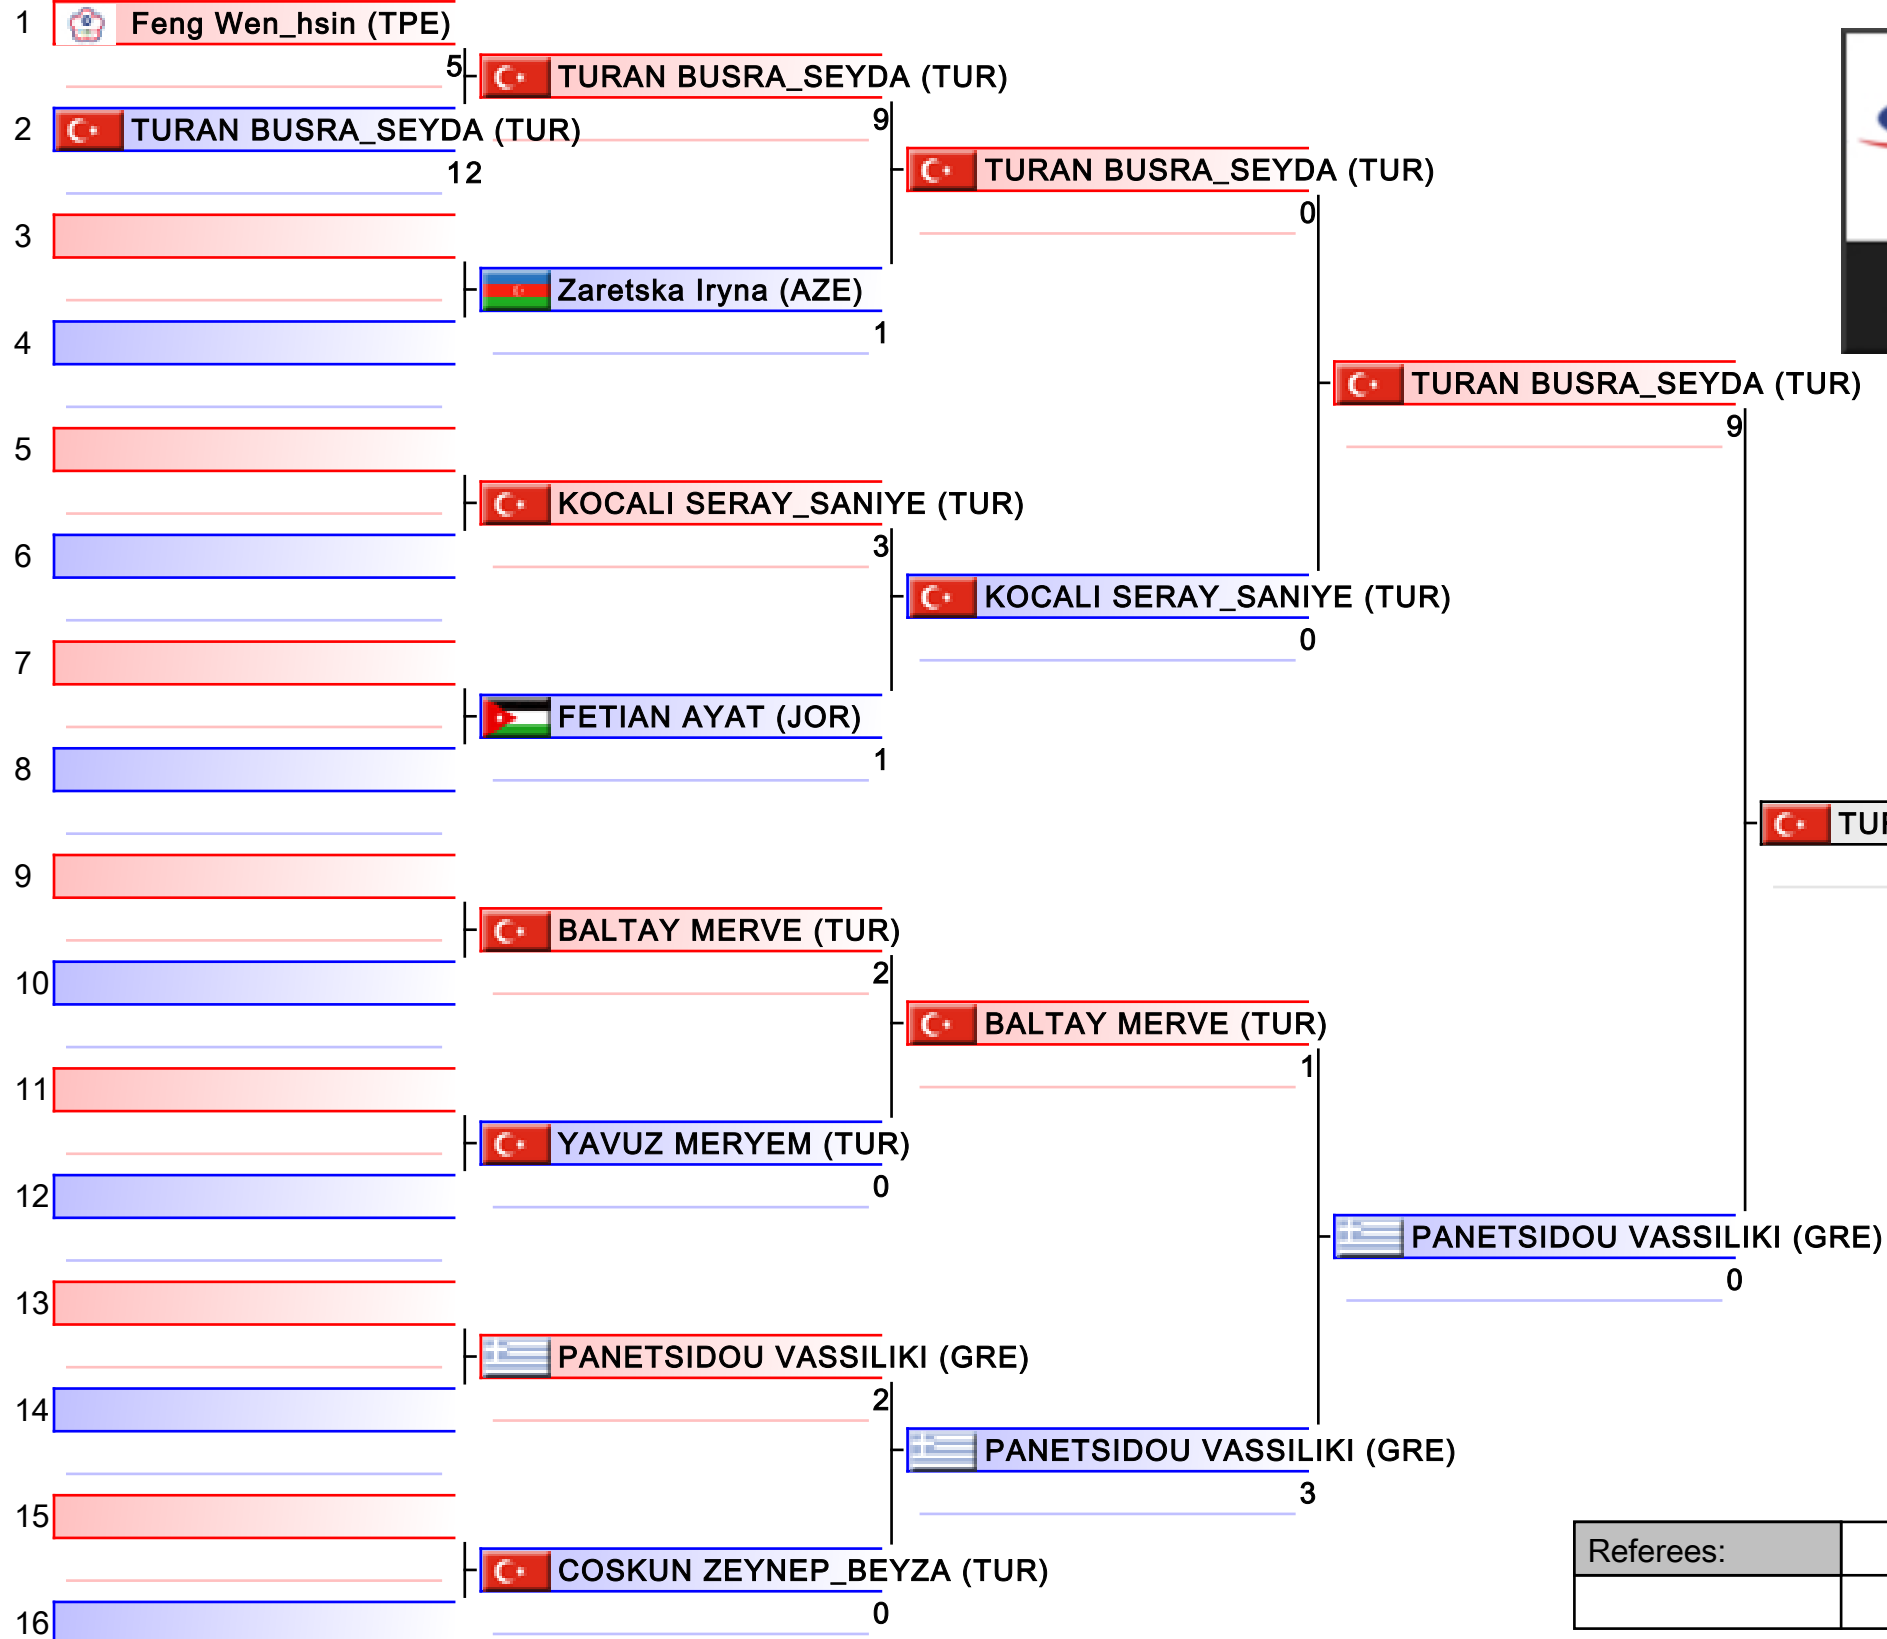 1 Feng Wen_hsin (TPE)
5 TURAN BUSRA_SEYDA (TUR)
9
2 TURAN BUSRA_SEYDA (TUR)
12
TURAN BUSRA_SEYDA (TUR)
0
3
Zaretska Iryna (AZE)
1
4
TURAN BUSRA_SEYDA (TUR)
9
5
KOCALI SERAY_SANIYE (TUR)
3
6
KOCALI SERAY_SANIYE (TUR)
0
7
FETIAN AYAT (JOR)
1
8
9
BALTAY MERVE (TUR)
2
10
BALTAY MERVE (TUR)
1
11
YAVUZ MERYEM (TUR)
0
12
PANETSIDOU VASSILIKI (GRE)
0
13
PANETSIDOU VASSILIKI (GRE)
2
14
PANETSIDOU VASSILIKI (GRE)
3
15
COSKUN ZEYNEP_BEYZA (TUR)
0
16
Referees: